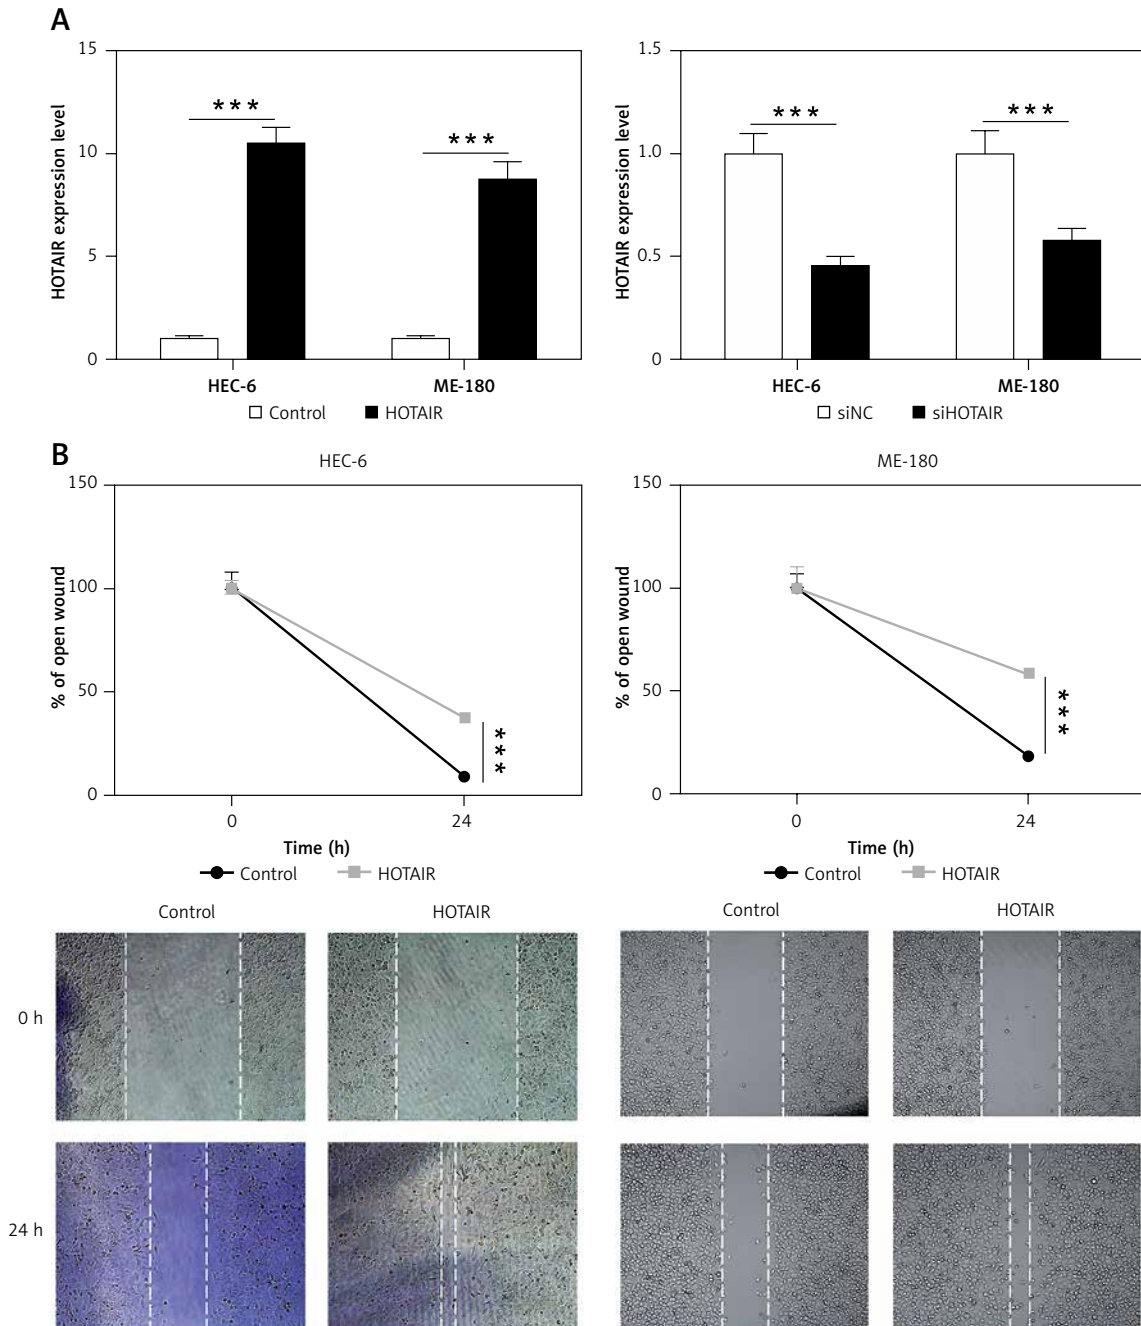 A
HOTAIR expression level
15
10
5
0
***
***
HEC-6
ME-180
Control
HOTAIR
HOTAIR expression level
1.5
1.0
0.5
0
***
***
HEC-6
ME-180
siNC
siHOTAIR
B
HEC-6
% of open wound
150
100
50
0
***
0
24
Time (h)
Control
HOTAIR
ME-180
% of open wound
150
100
50
0
***
0
24
Time (h)
Control
HOTAIR
Control
HOTAIR
Control
HOTAIR
0 h
24 h